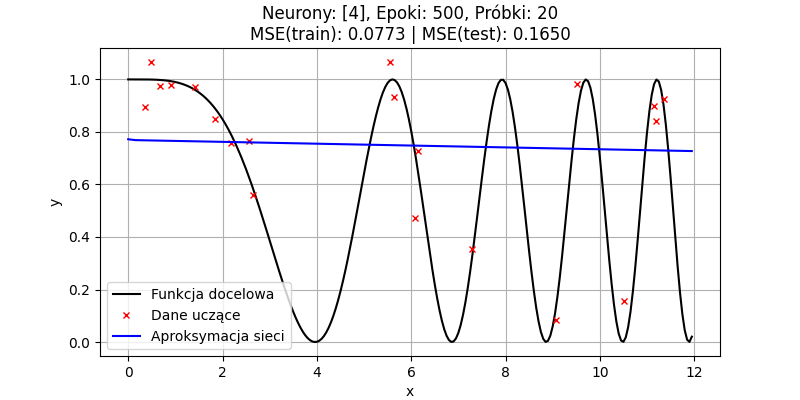 Neurony: [4], Epoki: 500, Próbki: 20
MSE(train): 0.0773 | MSE(test): 0.1650
1.0
0.8
0.6
0.4
0.2
0.0
y
Funkcja docelowa
Dane uczące
Aproksymacja sieci
0 2 4 6 8 10 12
x